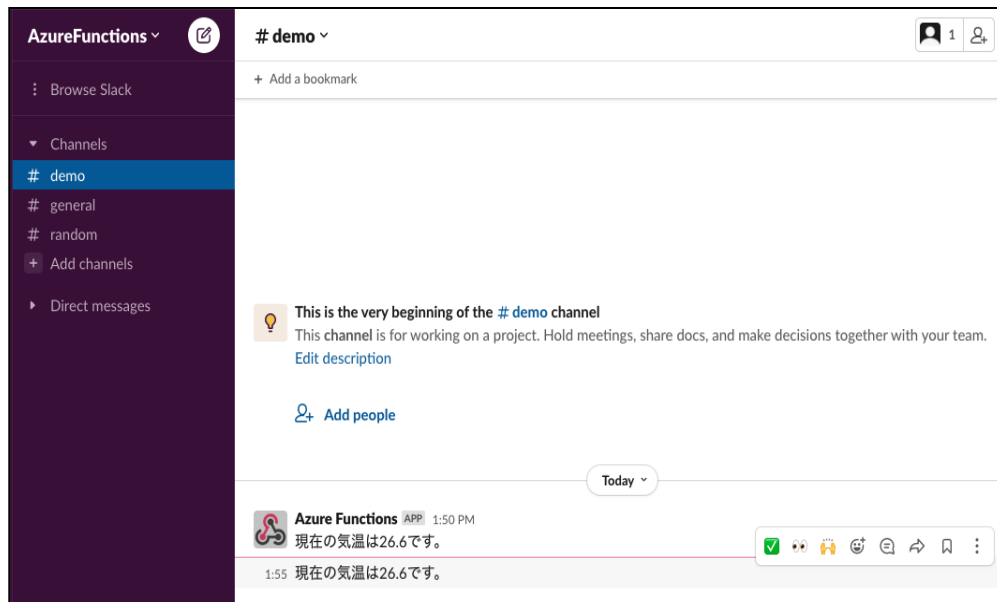 AzureFunctions
Browse Slack
Channels
# demo
# general
# random
+ Add channels
Direct messages
# demo
1
+ Add a bookmark
This is the very beginning of the # demo channel
This channel is for working on a project. Hold meetings, share docs, and make decisions together with your team.
Edit description
Add people
Today
Azure Functions APP 1:50 PM
現在の気温は26.6です。
1:55 現在の気温は26.6です。